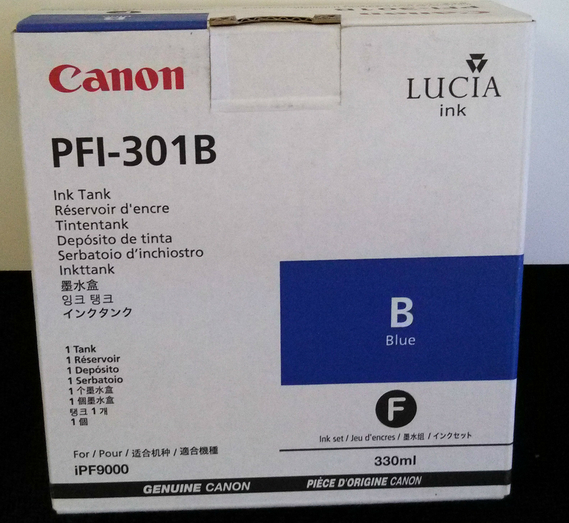 Canon
LUCIA
ink
PFI-301B
Ink Tank
Réservoir d'encre
Tintentank
Depósito de tinta
Serbatoio d'inchiostro
Inkttank
墨水盒
잉크 탱크
インクタンク
B
Blue
1 Tank
1 Réservoir
1 Depósito
1 Serbatoio
1 个墨水盒
1 個墨水盒
탱크 1 개
1 個
F
Ink set / Jeu d'encres / 墨水组 / インクセット
For / Pour / 适合机种 / 適合機種
iPF9000
330ml
GENUINE CANON
PIÈCE D'ORIGINE CANON